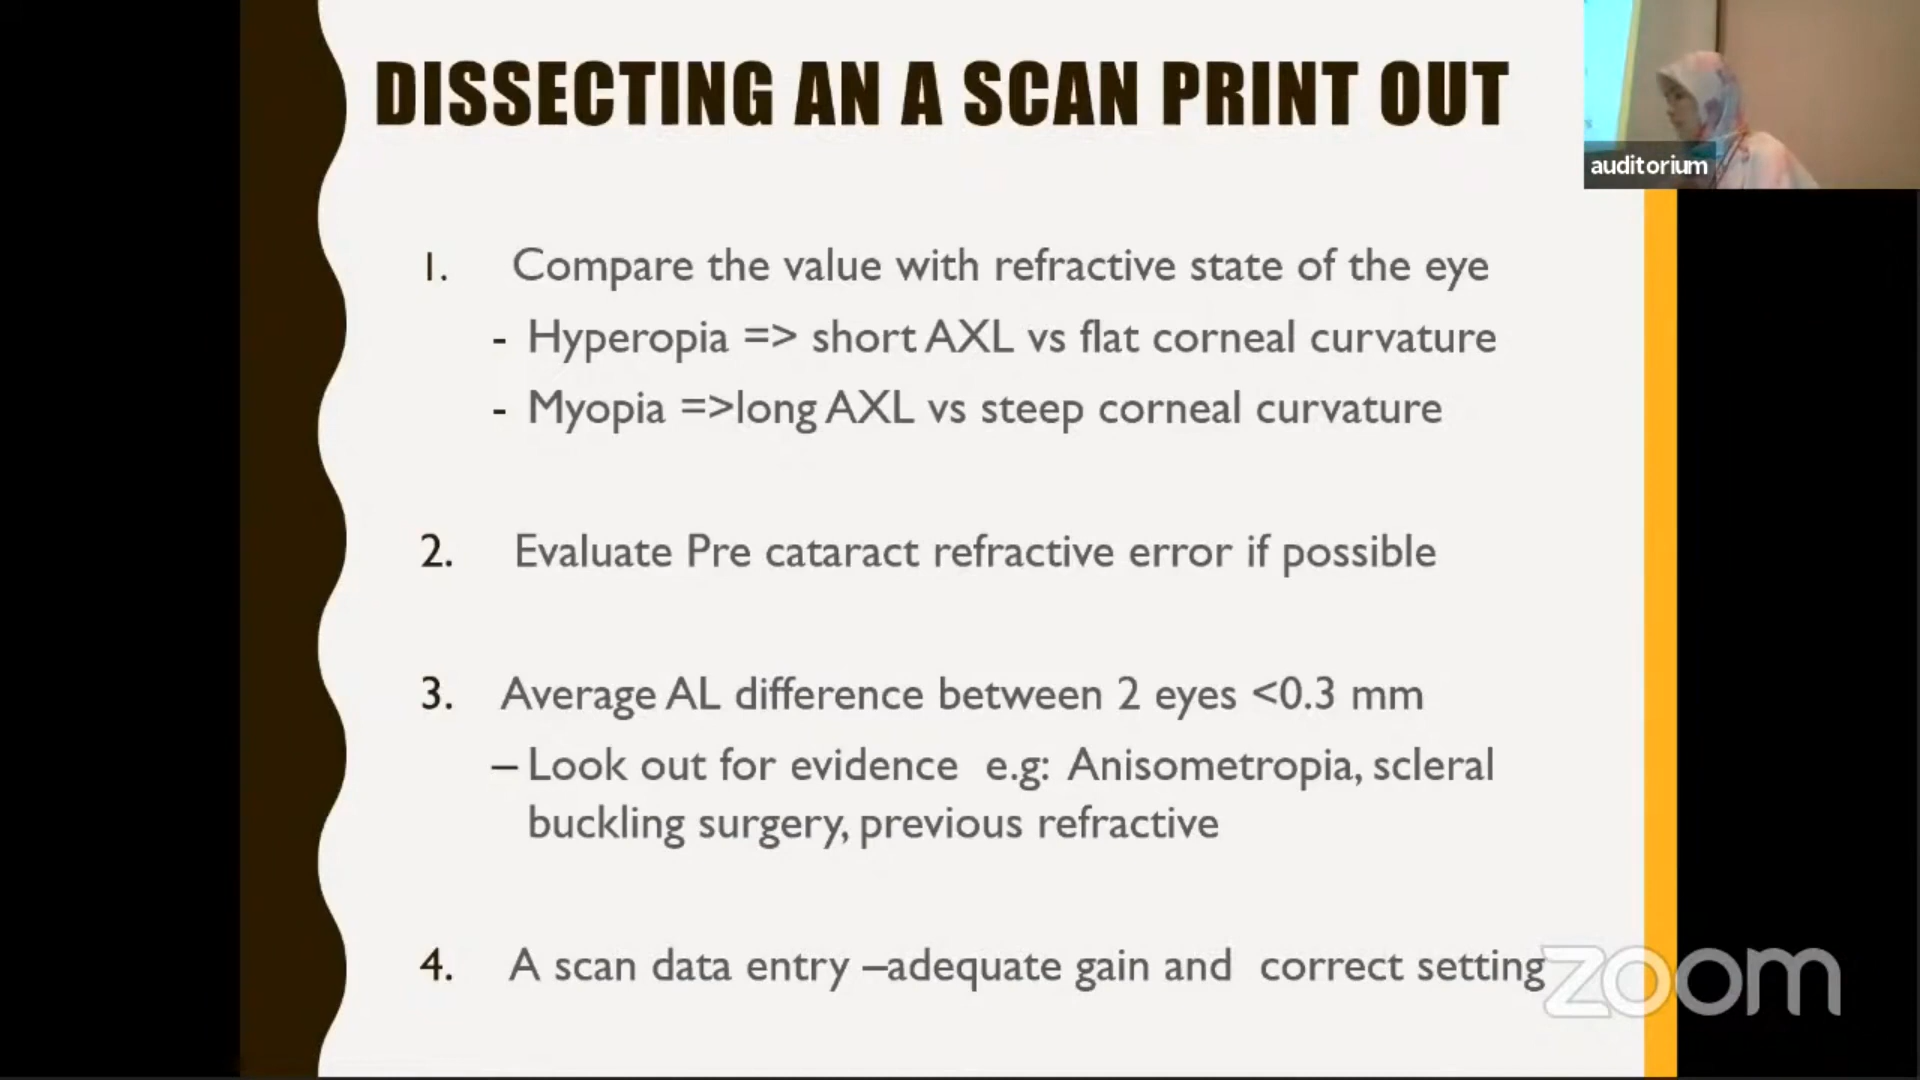 DISSECTING AN A SCAN PRINT OUT
auditorium
1. Compare the value with refractive state of the eye
- Hyperopia => short AXL vs flat corneal curvature
- Myopia =>long AXL vs steep corneal curvature
2. Evaluate Pre cataract refractive error if possible
3. Average AL difference between 2 eyes <0.3 mm
– Look out for evidence e.g: Anisometropia, scleral
buckling surgery, previous refractive
4. A scan data entry –adequate gain and correct setting
zoom